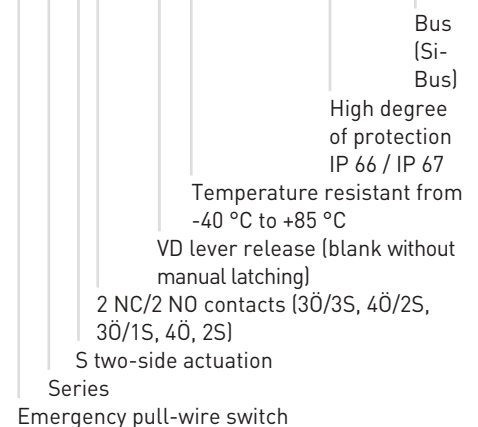 Bus
(Si-
Bus)
High degree
of protection
IP 66 / IP 67
Temperature resistant from
-40 °C to +85 °C
VD lever release (blank without
manual latching)
2 NC/2 NO contacts (3Ö/3S, 4Ö/2S,
3Ö/1S, 4Ö, 2S)
S two-side actuation
Series
Emergency pull-wire switch